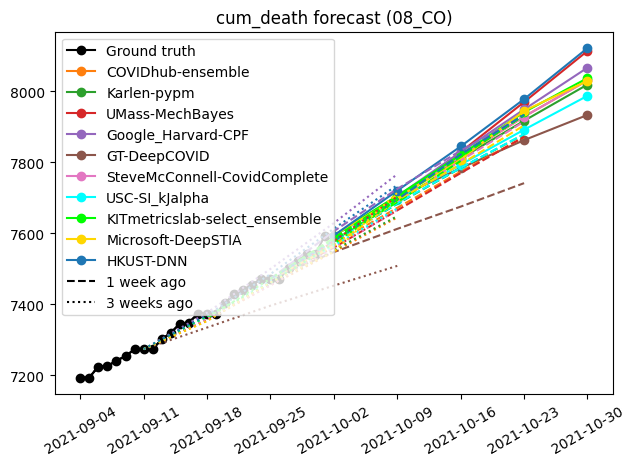 cum_death forecast (08_CO)
Ground truth
COVIDhub-ensemble
Karlen-pypm
UMass-MechBayes
Google_Harvard-CPF
GT-DeepCOVID
SteveMcConnell-CovidComplete
USC-SI_kJalpha
KITmetricslab-select_ensemble
Microsoft-DeepSTIA
HKUST-DNN
1 week ago
3 weeks ago
8000
7800
7600
7400
7200
2021-09-04
2021-09-11
2021-09-18
2021-09-25
2021-10-02
2021-10-09
2021-10-16
2021-10-23
2021-10-30